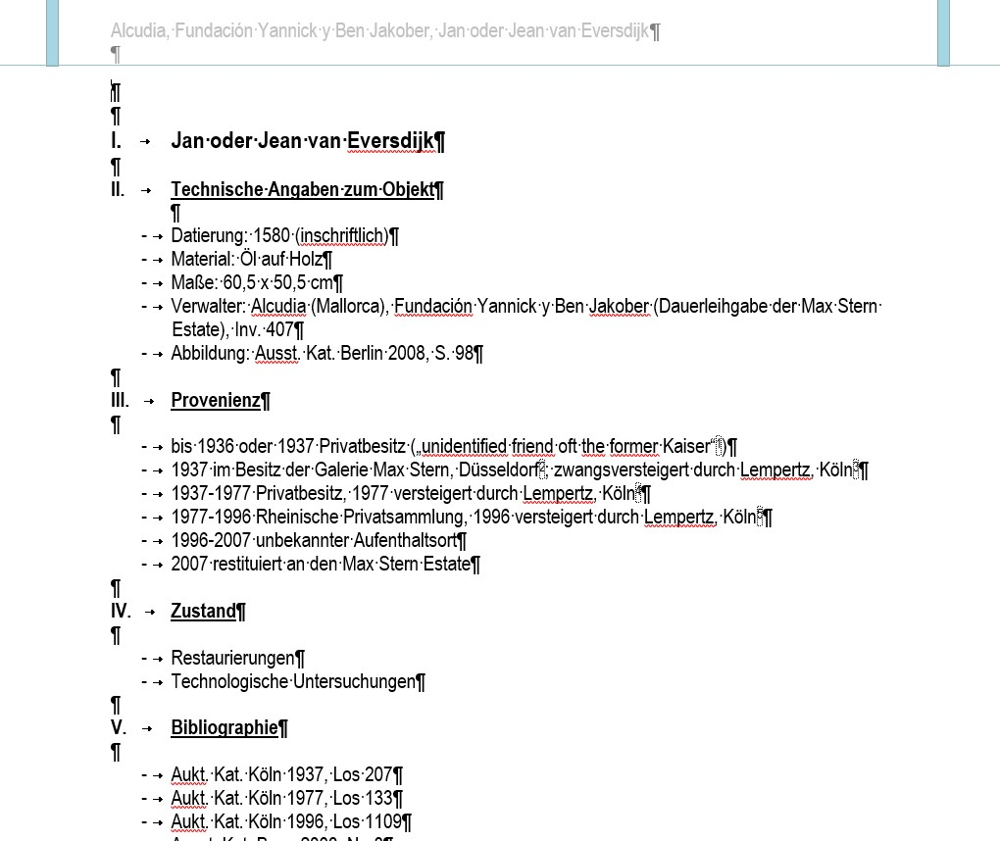 Alcudia, Fundación Yannick y Ben Jakober, Jan oder Jean van Eversdijk¶
¶
¶
¶
I. → Jan oder Jean van Eversdijk¶
¶
II. → Technische Angaben zum Objekt¶
¶
- → Datierung: 1580 (inschriftlich)¶
- → Material: Öl auf Holz¶
- → Maße: 60,5 x 50,5 cm¶
- → Verwalter: Alcudia (Mallorca), Fundación Yannick y Ben Jakober (Dauerleihgabe der Max Stern
Estate), Inv. 407¶
- → Abbildung: Ausst. Kat. Berlin 2008, S. 98¶
¶
III. → Provenienz¶
¶
- → bis 1936 oder 1937 Privatbesitz („unidentified friend oft the former Kaiser“)¶
- → 1937 im Besitz der Galerie Max Stern, Düsseldorf; zwangsversteigert durch Lempertz, Köln¶
- → 1937-1977 Privatbesitz, 1977 versteigert durch Lempertz, Köln¶
- → 1977-1996 Rheinische Privatsammlung, 1996 versteigert durch Lempertz, Köln¶
- → 1996-2007 unbekannter Aufenthaltsort¶
- → 2007 restituiert an den Max Stern Estate¶
¶
IV. → Zustand¶
¶
- → Restaurierungen¶
- → Technologische Untersuchungen¶
¶
V. → Bibliographie¶
¶
- → Aukt. Kat. Köln 1937, Los 207¶
- → Aukt. Kat. Köln 1977, Los 133¶
- → Aukt. Kat. Köln 1996, Los 1109¶